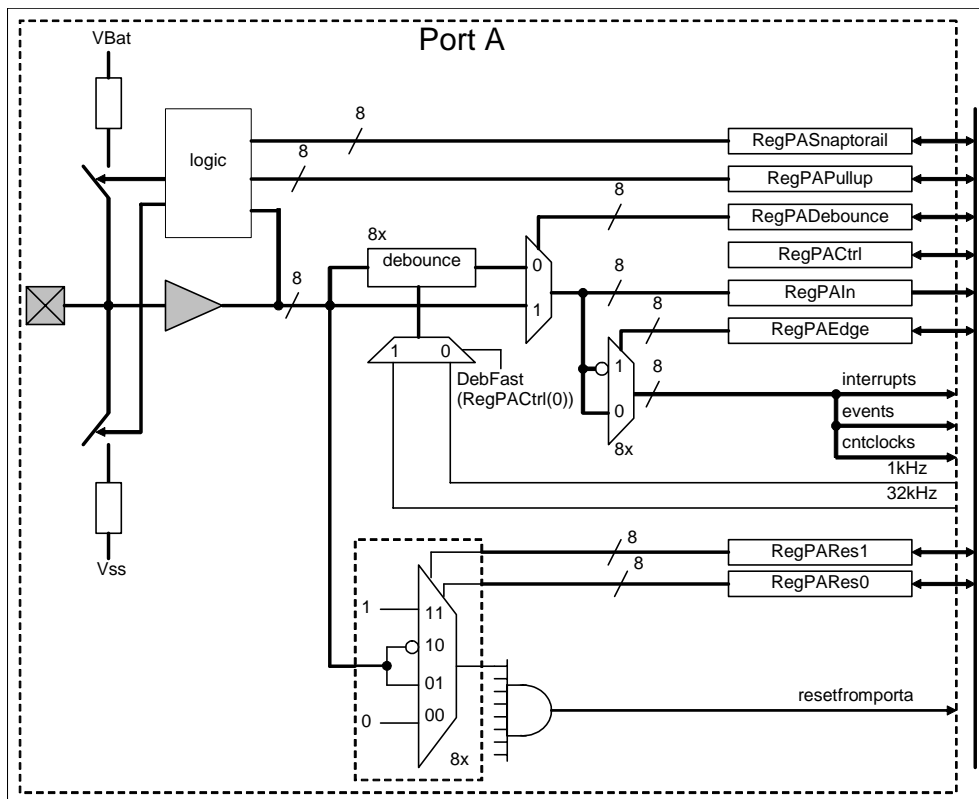 Port A
VBat
8
RegPASnaptorail
logic
8
RegPAPullup
8
RegPADebounce
8x
debounce
0
RegPACtrl
8
8
RegPAIn
1
8
RegPAEdge
1
0
1
8
DebFast
(RegPACtrl(0))
interrupts
0
events
8x
cntclocks
1kHz
32kHz
Vss
8
RegPARes1
8
RegPARes0
1
11
10
01
00
0
resetfromporta
8x